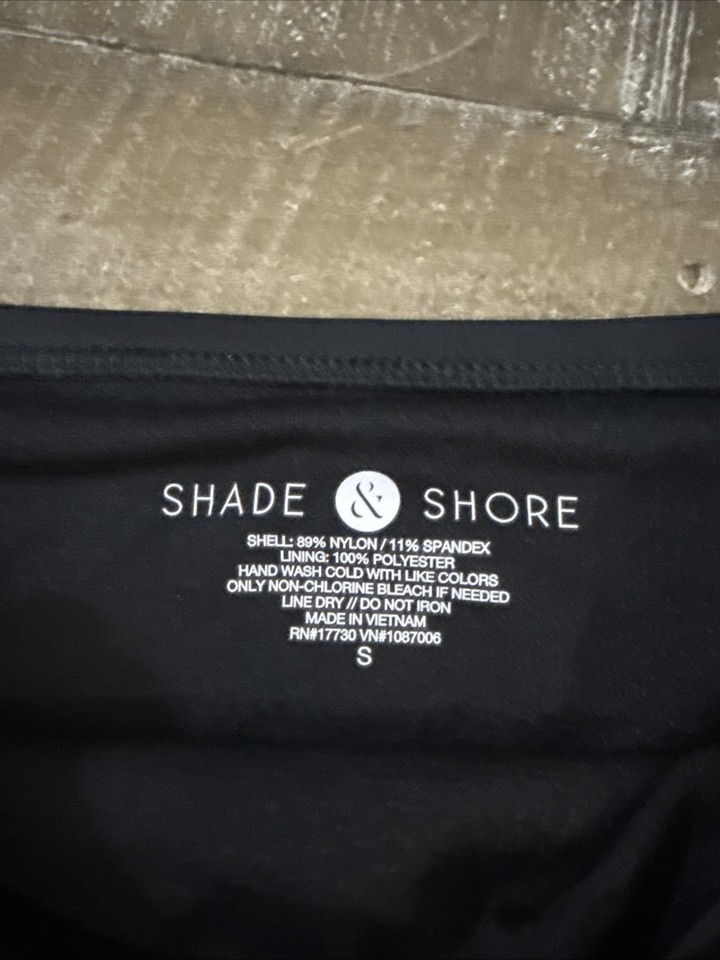 SHADE & SHORE
SHELL: 89% NYLON / 11% SPANDEX
LINING: 100% POLYESTER
HAND WASH COLD WITH LIKE COLORS
ONLY NON-CHLORINE BLEACH IF NEEDED
LINE DRY // DO NOT IRON
MADE IN VIETNAM
RN#17730 VN#1087006
S